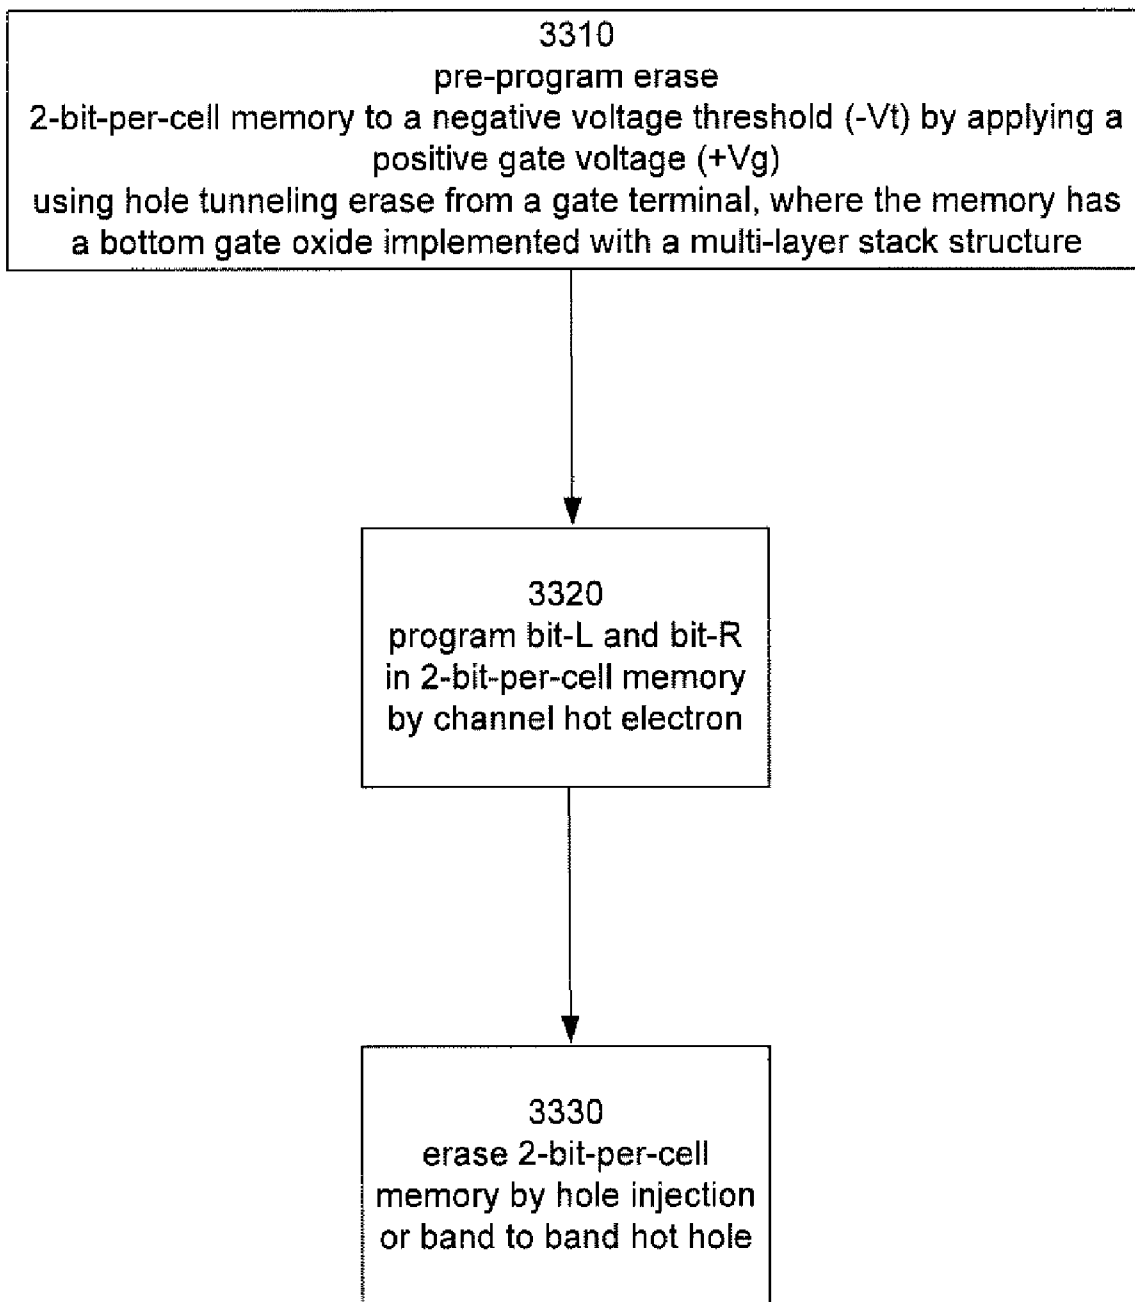 3310
pre-program erase
2-bit-per-cell memory to a negative voltage threshold (-Vt) by applying a
positive gate voltage (+Vg)
using hole tunneling erase from a gate terminal, where the memory has
a bottom gate oxide implemented with a multi-layer stack structure
3320
program bit-L and bit-R
in 2-bit-per-cell memory
by channel hot electron
3330
erase 2-bit-per-cell
memory by hole injection
or band to band hot hole